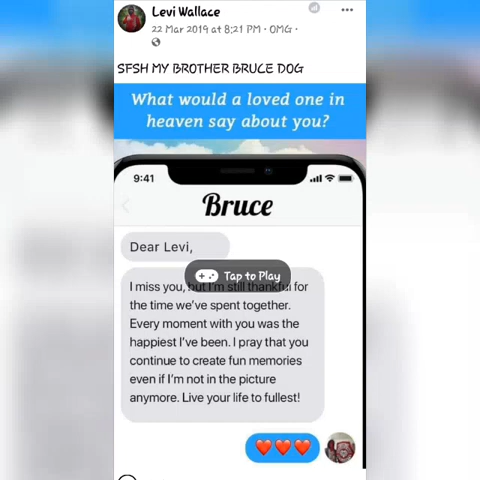 Levi Wallace
22 Mar 2019 at 8:21 PM · OMG ·
SFSH MY BROTHER BRUCE DOG
What would a loved one in
heaven say about you?
9:41
Bruce
Dear Levi,
Tap to Play
I miss you, but I'm still thankful for
the time we've spent together.
Every moment with you was the
happiest I've been. I pray that you
continue to create fun memories
even if I'm not in the picture
anymore. Live your life to fullest!